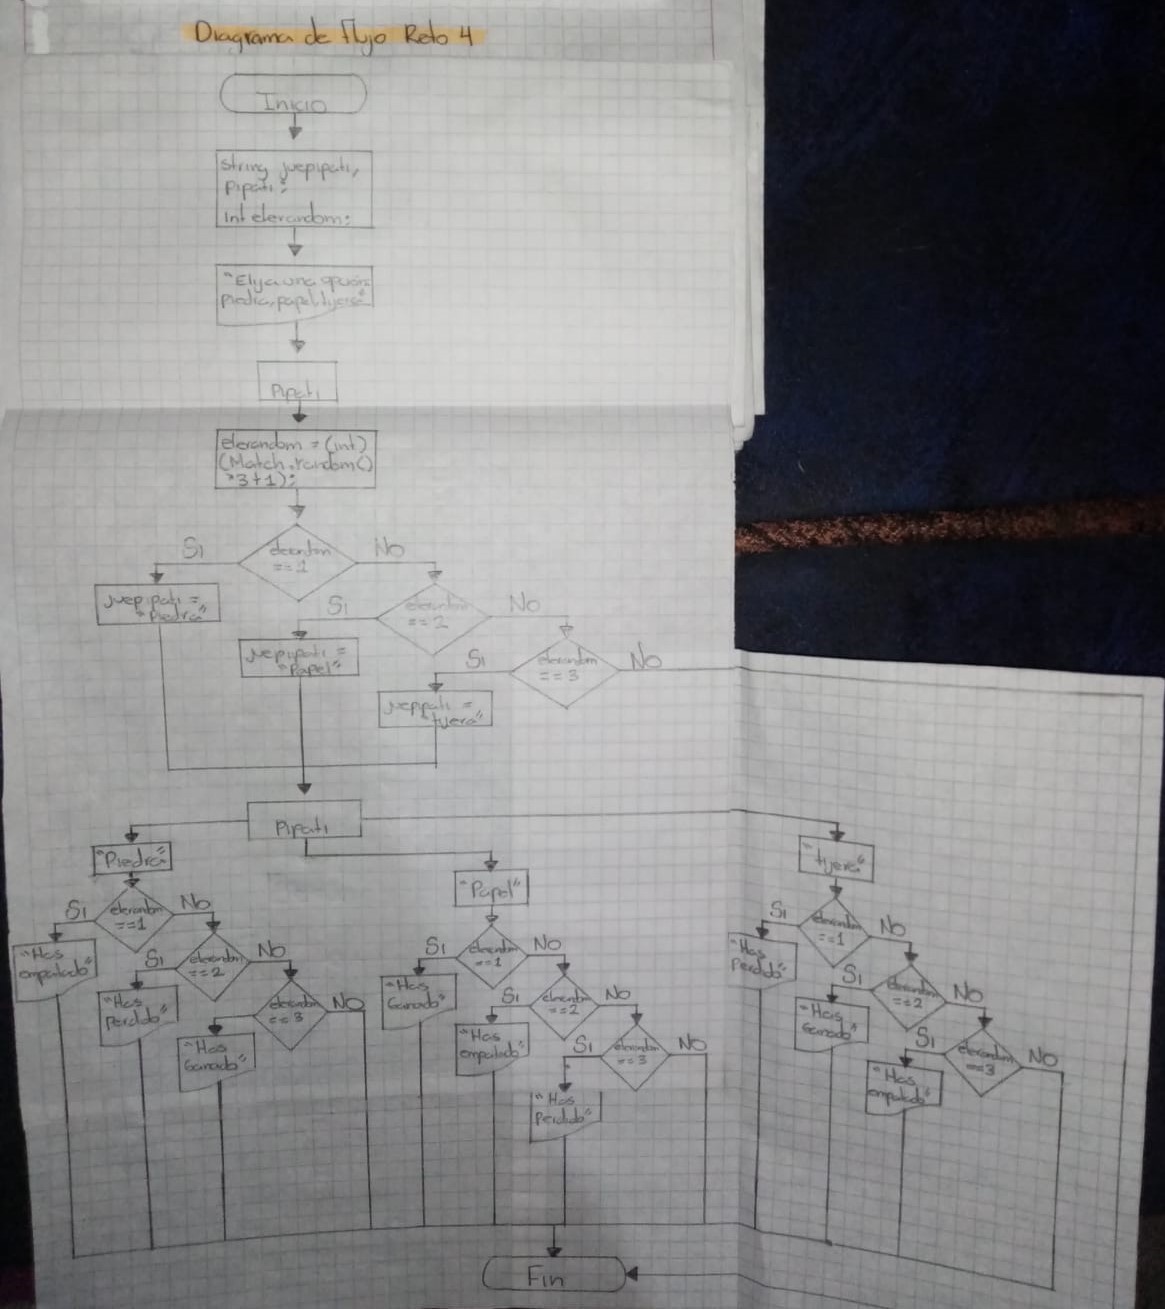 Diagrama de flujo Reto 4
Inicio
String juepipati,
Pipati;
Int elerandom;
"Elija una opción:
piedra, papel, tijera"
Pipati
elerandom = (int)
(Match.random()
*3+1);
elerandom
==1
Si
No
juepipati =
"Piedra"
elerandom
==2
Si
No
juepipati =
"Papel"
elerandom
==3
Si
No
juepipati =
"tijera"
Pipati
"Piedra"
elerandom
==1
Si
No
"Has
empatado"
elerandom
==2
Si
No
"Has
Perdido"
elerandom
==3
No
"Has
Ganado"
"Papel"
elerandom
==1
Si
No
"Has
Ganado"
elerandom
==2
Si
No
"Has
empatado"
elerandom
==3
Si
No
"Has
Perdido"
"tijera"
elerandom
==1
Si
No
"Has
Perdido"
elerandom
==2
Si
No
"Has
Ganado"
elerandom
==3
Si
No
"Has
empatado"
Fin